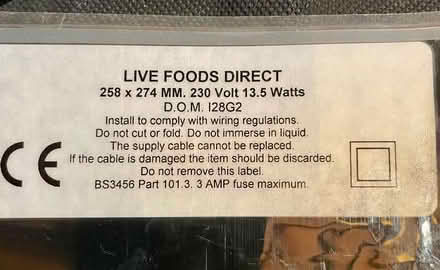 LIVE FOODS DIRECT
258 x 274 MM. 230 Volt 13.5 Watts
D.O.M. I28G2
Install to comply with wiring regulations.
Do not cut or fold. Do not immerse in liquid.
The supply cable cannot be replaced.
If the cable is damaged the item should be discarded.
Do not remove this label.
BS3456 Part 101.3. 3 AMP fuse maximum.
CE